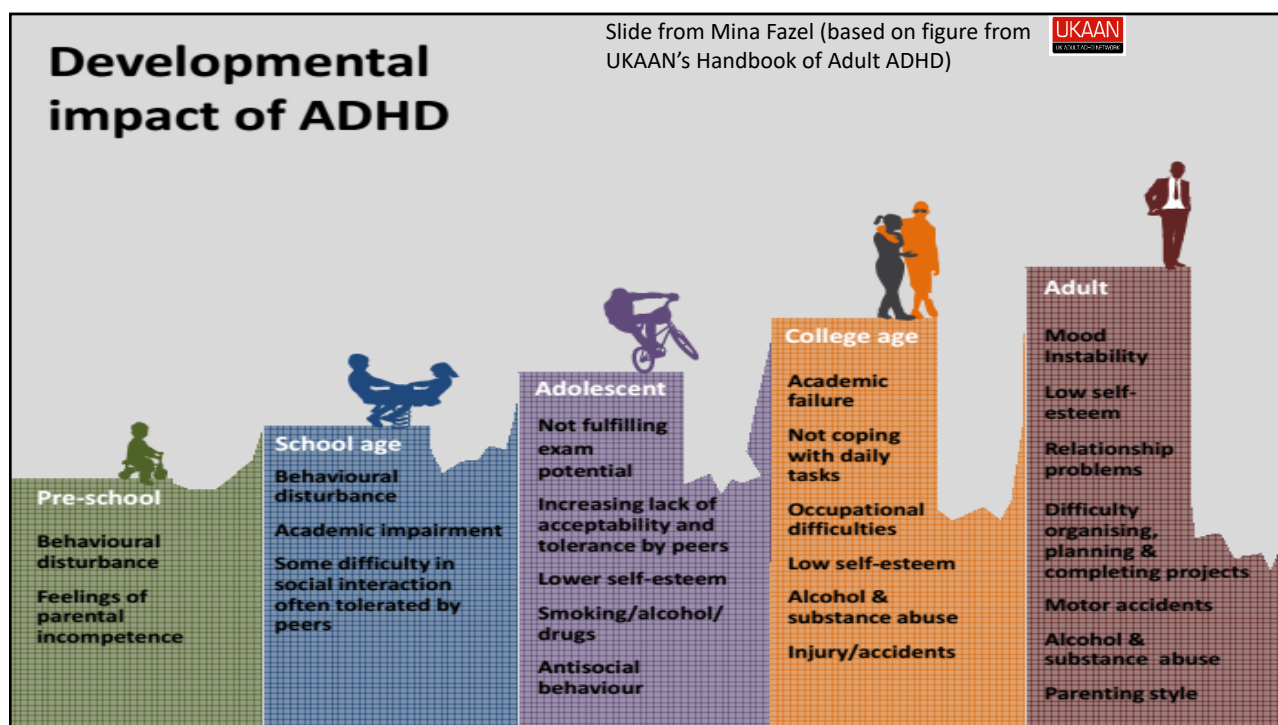 Developmental
impact of ADHD
Slide from Mina Fazel (based on figure from
UKAAN's Handbook of Adult ADHD)
UKAAN
UK ADULT ADHD NETWORK
Pre-school
Behavioural
disturbance
Feelings of
parental
incompetence
School age
Behavioural
disturbance
Academic impairment
Some difficulty in
social interaction
often tolerated by
peers
Adolescent
Not fulfilling
exam
potential
Increasing lack of
acceptability and
tolerance by peers
Lower self-esteem
Smoking/alcohol/
drugs
Antisocial
behaviour
College age
Academic
failure
Not coping
with daily
tasks
Occupational
difficulties
Low self-esteem
Alcohol &
substance abuse
Injury/accidents
Adult
Mood
Instability
Low self-
esteem
Relationship
problems
Difficulty
organising,
planning &
completing projects
Motor accidents
Alcohol &
substance abuse
Parenting style